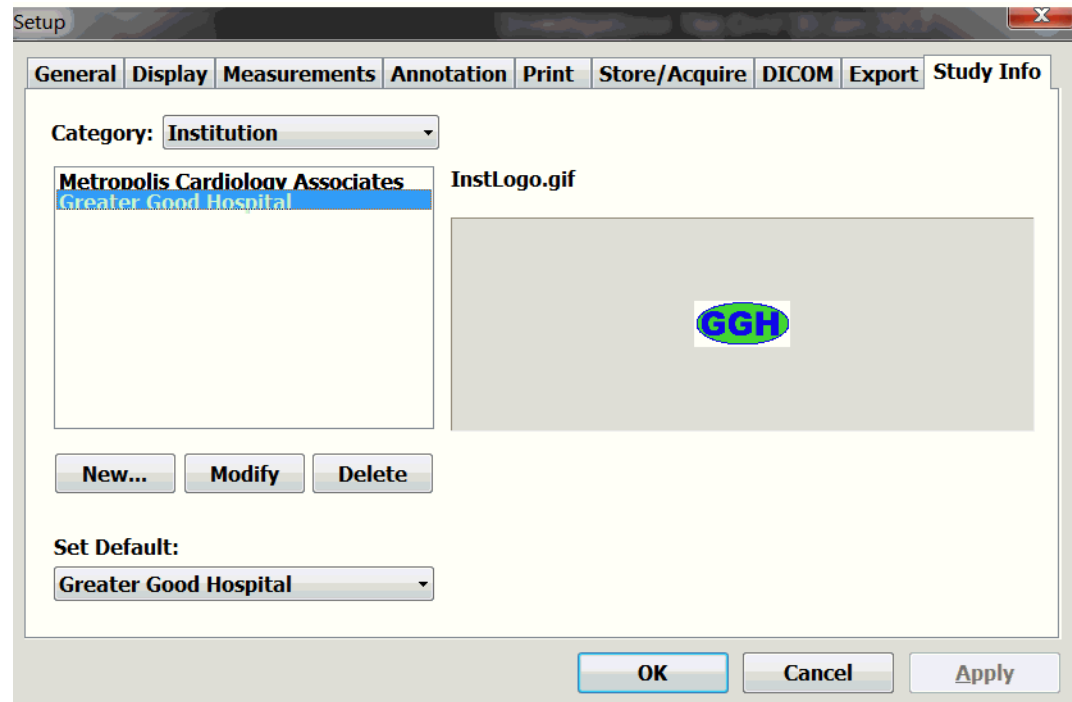 Setup
X
General Display Measurements Annotation Print Store/Acquire DICOM Export Study Info
Category: Institution
Metropolis Cardiology Associates
InstLogo.gif
Greater Good Hospital
GGH
New... Modify Delete
Set Default:
Greater Good Hospital
OK Cancel Apply